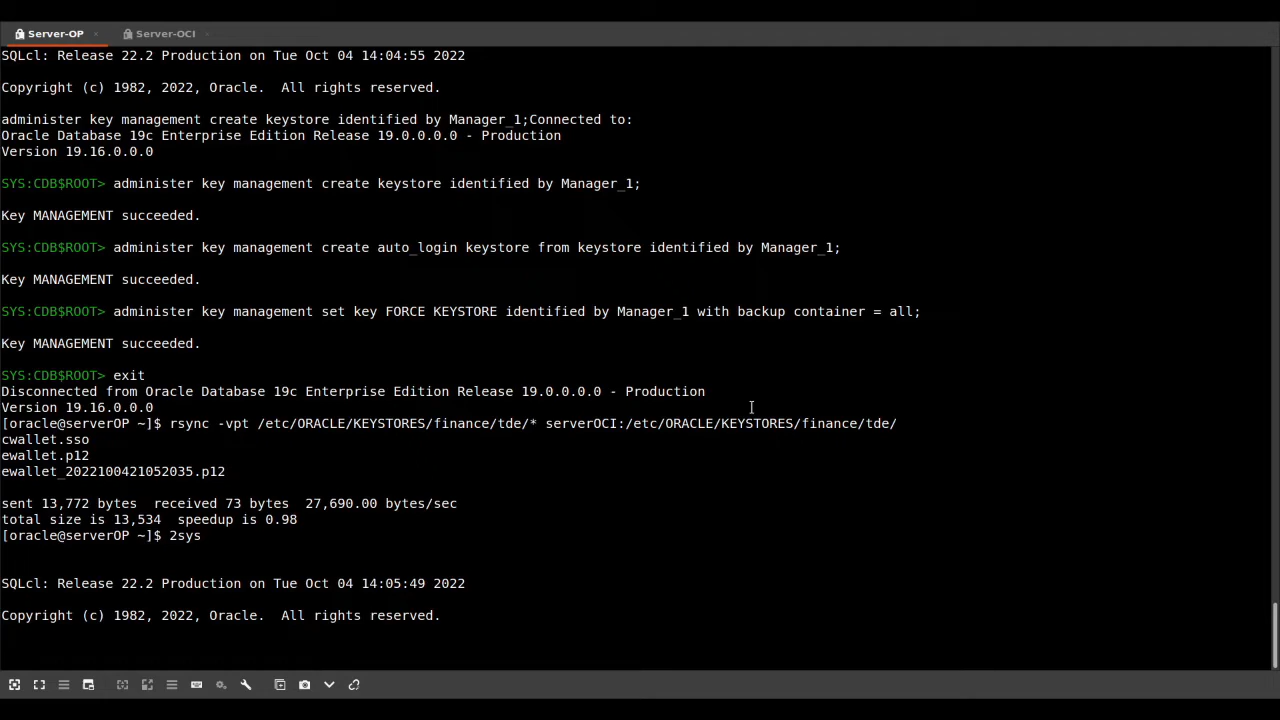 Server-OP
Server-OCI
SQLcl: Release 22.2 Production on Tue Oct 04 14:04:55 2022
Copyright (c) 1982, 2022, Oracle.  All rights reserved.
administer key management create keystore identified by Manager_1;Connected to:
Oracle Database 19c Enterprise Edition Release 19.0.0.0.0 - Production
Version 19.16.0.0.0
SYS:CDB$ROOT> administer key management create keystore identified by Manager_1;
Key MANAGEMENT succeeded.
SYS:CDB$ROOT> administer key management create auto_login keystore from keystore identified by Manager_1;
Key MANAGEMENT succeeded.
SYS:CDB$ROOT> administer key management set key FORCE KEYSTORE identified by Manager_1 with backup container = all;
Key MANAGEMENT succeeded.
SYS:CDB$ROOT> exit
Disconnected from Oracle Database 19c Enterprise Edition Release 19.0.0.0.0 - Production
Version 19.16.0.0.0
[oracle@serverOP ~]$ rsync -vpt /etc/ORACLE/KEYSTORES/finance/tde/* serverOCI:/etc/ORACLE/KEYSTORES/finance/tde/
cwallet.sso
ewallet.p12
ewallet_2022100421052035.p12
sent 13,772 bytes  received 73 bytes  27,690.00 bytes/sec
total size is 13,534  speedup is 0.98
[oracle@serverOP ~]$ 2sys
SQLcl: Release 22.2 Production on Tue Oct 04 14:05:49 2022
Copyright (c) 1982, 2022, Oracle.  All rights reserved.